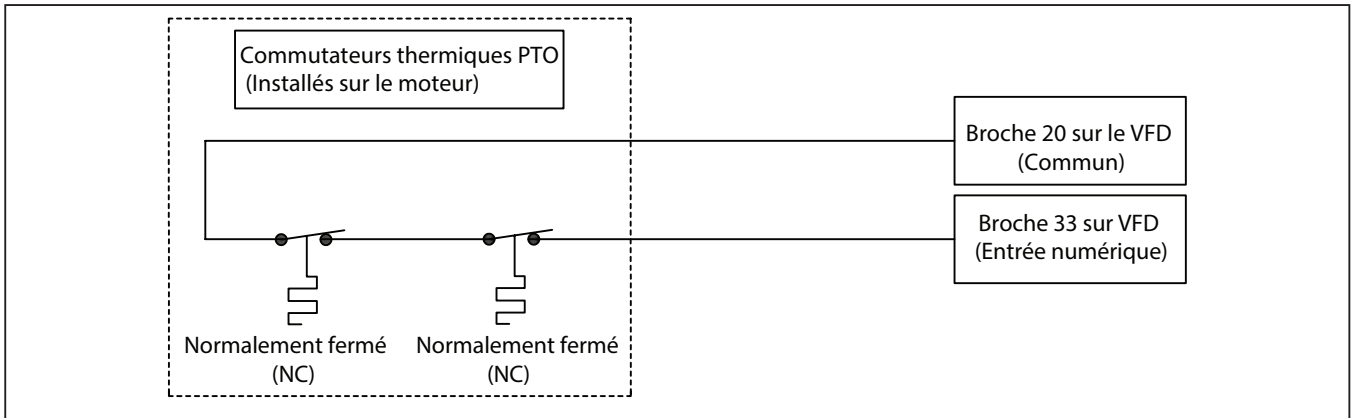 Commutateurs thermiques PTO
(Installés sur le moteur)
Broche 20 sur le VFD
(Commun)
Broche 33 sur VFD
(Entrée numérique)
Normalement fermé
(NC)
Normalement fermé
(NC)